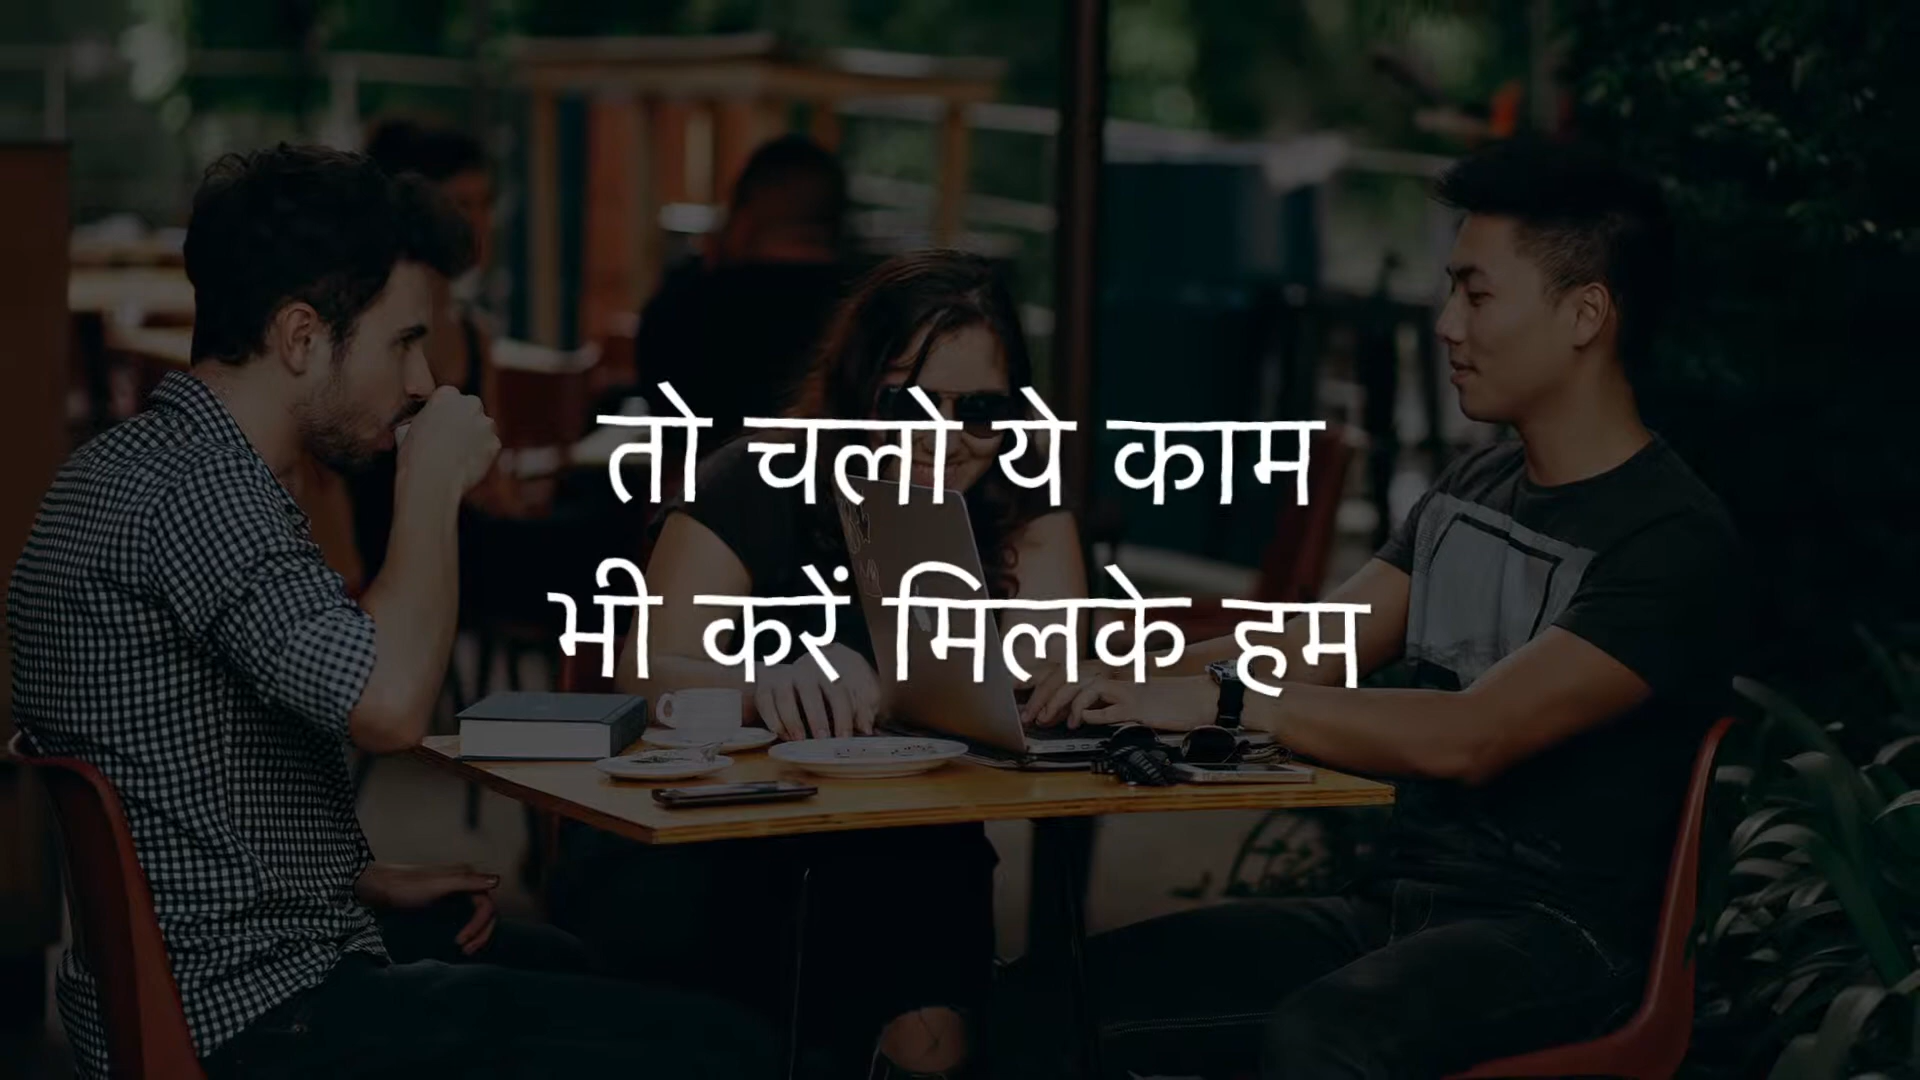 तो चलो ये काम
भी करें मिलके हम